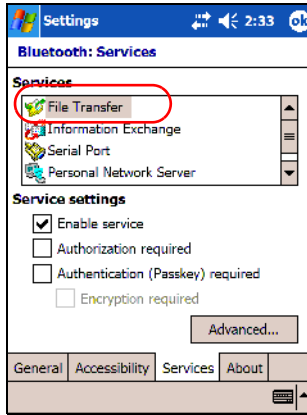 Settings 2:33 ok
Bluetooth: Services
Services
File Transfer
Information Exchange
Serial Port
Personal Network Server
Service settings
Enable service
Authorization required
Authentication (Passkey) required
Encryption required
Advanced...
General Accessibility Services About